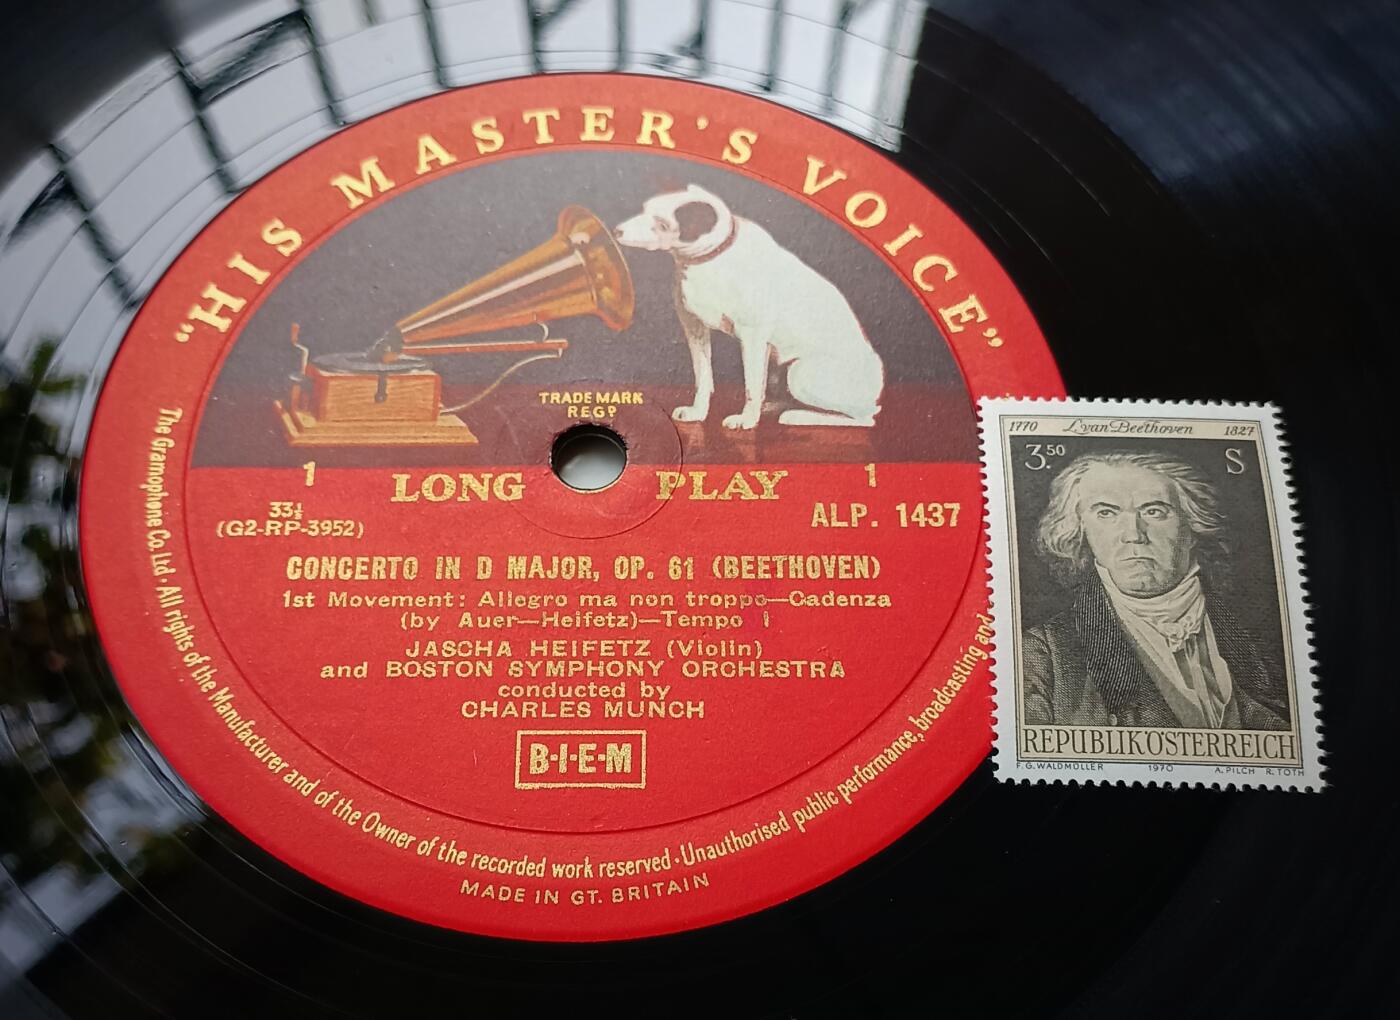 "HIS MASTER'S VOICE"
TRADE MARK
REGD
1 LONG PLAY 1
33⅓
(G2-RP-3952)
ALP. 1437
CONCERTO IN D MAJOR, OP. 61 (BEETHOVEN)
1st Movement: Allegro ma non troppo—Cadenza
(by Auer—Heifetz)—Tempo I
JASCHA HEIFETZ (Violin)
and BOSTON SYMPHONY ORCHESTRA
conducted by
CHARLES MUNCH
B·I·E·M
The Gramophone Co. Ltd · All rights of the Manufacturer and of the Owner of the recorded work reserved · Unauthorised public performance, broadcasting and
MADE IN GT. BRITAIN
1770 L. van Beethoven 1827
3.50 S
REPUBLIK ÖSTERREICH
F. G. WALDMÜLLER 1970 A. PILCH R. TOTH